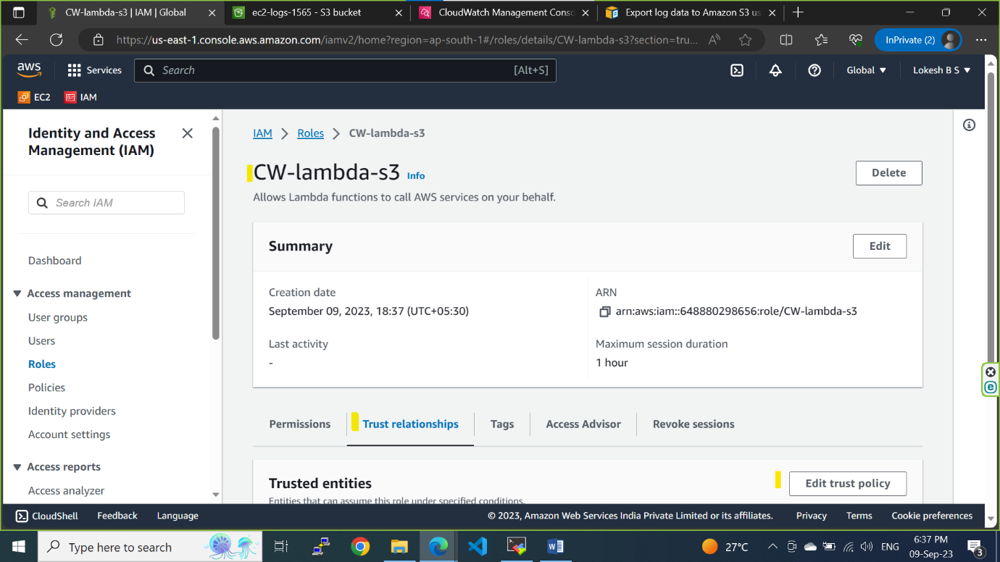 CW-lambda-s3 | IAM | Global
ec2-logs-1565 - S3 bucket
CloudWatch Management Conso
Export log data to Amazon S3 us
https://us-east-1.console.aws.amazon.com/iamv2/home?region=ap-south-1#/roles/details/CW-lambda-s3?section=tru...
InPrivate (2)
aws
Services
Search
[Alt+S]
Global
Lokesh B S
EC2
IAM
Identity and Access
Management (IAM)
Search IAM
Dashboard
Access management
User groups
Users
Roles
Policies
Identity providers
Account settings
Access reports
Access analyzer
IAM
Roles
CW-lambda-s3
CW-lambda-s3 Info
Delete
Allows Lambda functions to call AWS services on your behalf.
Summary
Edit
Creation date
September 09, 2023, 18:37 (UTC+05:30)
ARN
arn:aws:iam::648880298656:role/CW-lambda-s3
Last activity
-
Maximum session duration
1 hour
Permissions
Trust relationships
Tags
Access Advisor
Revoke sessions
Trusted entities
Edit trust policy
Entities that can assume this role under specified conditions.
CloudShell
Feedback
Language
© 2023, Amazon Web Services India Private Limited or its affiliates.
Privacy
Terms
Cookie preferences
Type here to search
27°C
ENG
6:37 PM
09-Sep-23
3